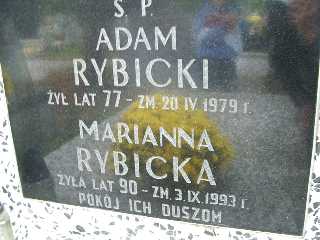 Ś. P.
ADAM
RYBICKI
ŻYŁ LAT 77 - ZM. 20 IV 1979 r.
MARIANNA
RYBICKA
ŻYŁA LAT 90 - ZM. 3.IX.1993 r.
POKÓJ ICH DUSZOM